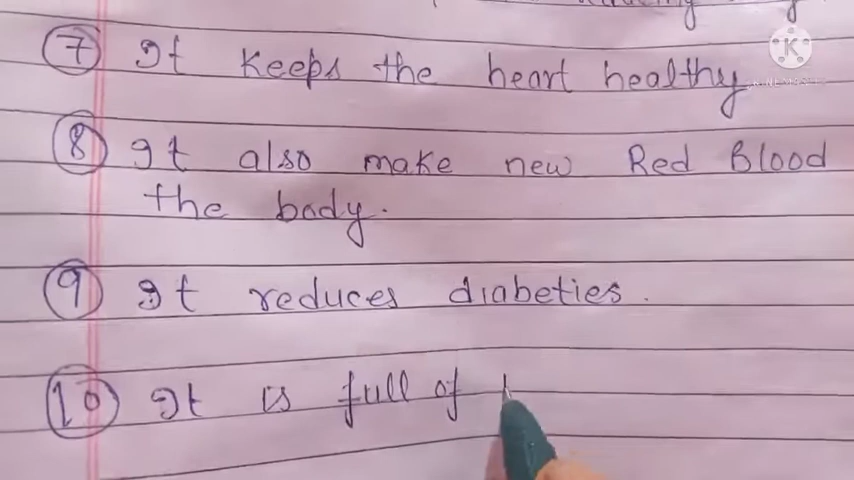 7 It keeps the heart healthy
8 It also make new Red Blood
the body.
9 It reduces diabeties.
10 It is full of
K
KINEMASTER